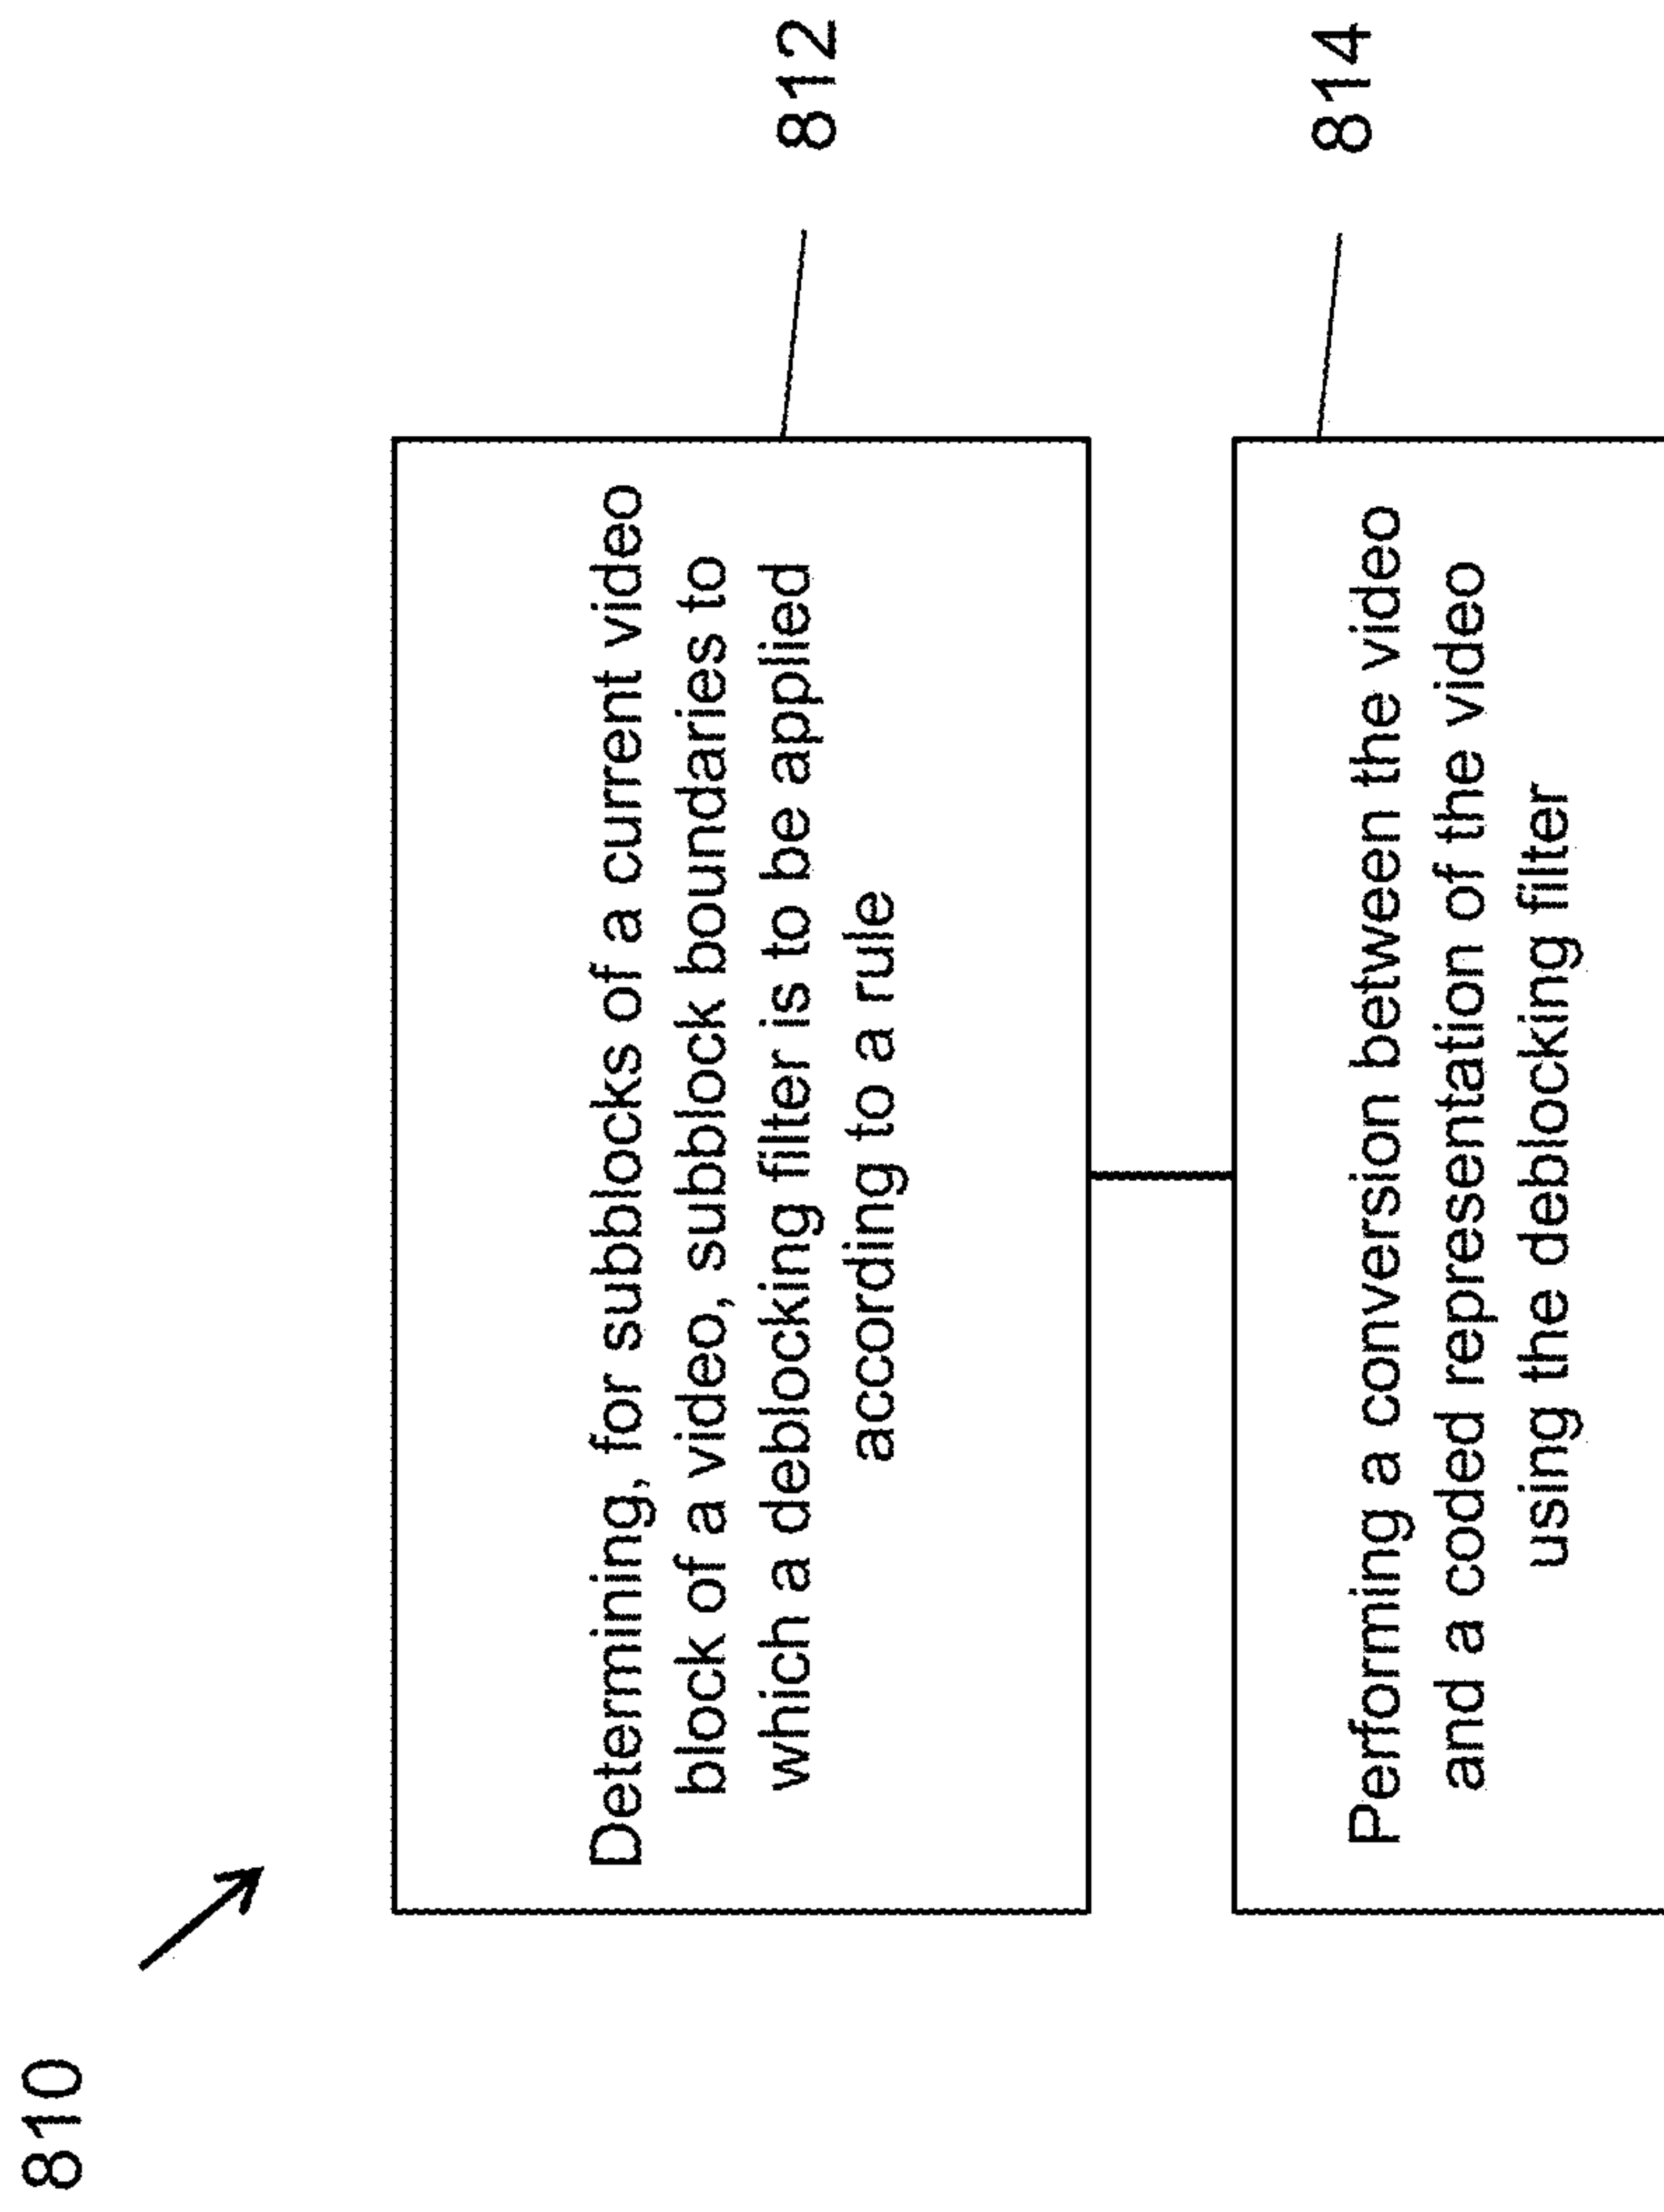 810
Determining, for subblocks of a current video
block of a video, subblock boundaries to
which a deblocking filter is to be applied
according to a rule
812
Performing a conversion between the video
and a coded representation of the video
using the deblocking filter
814